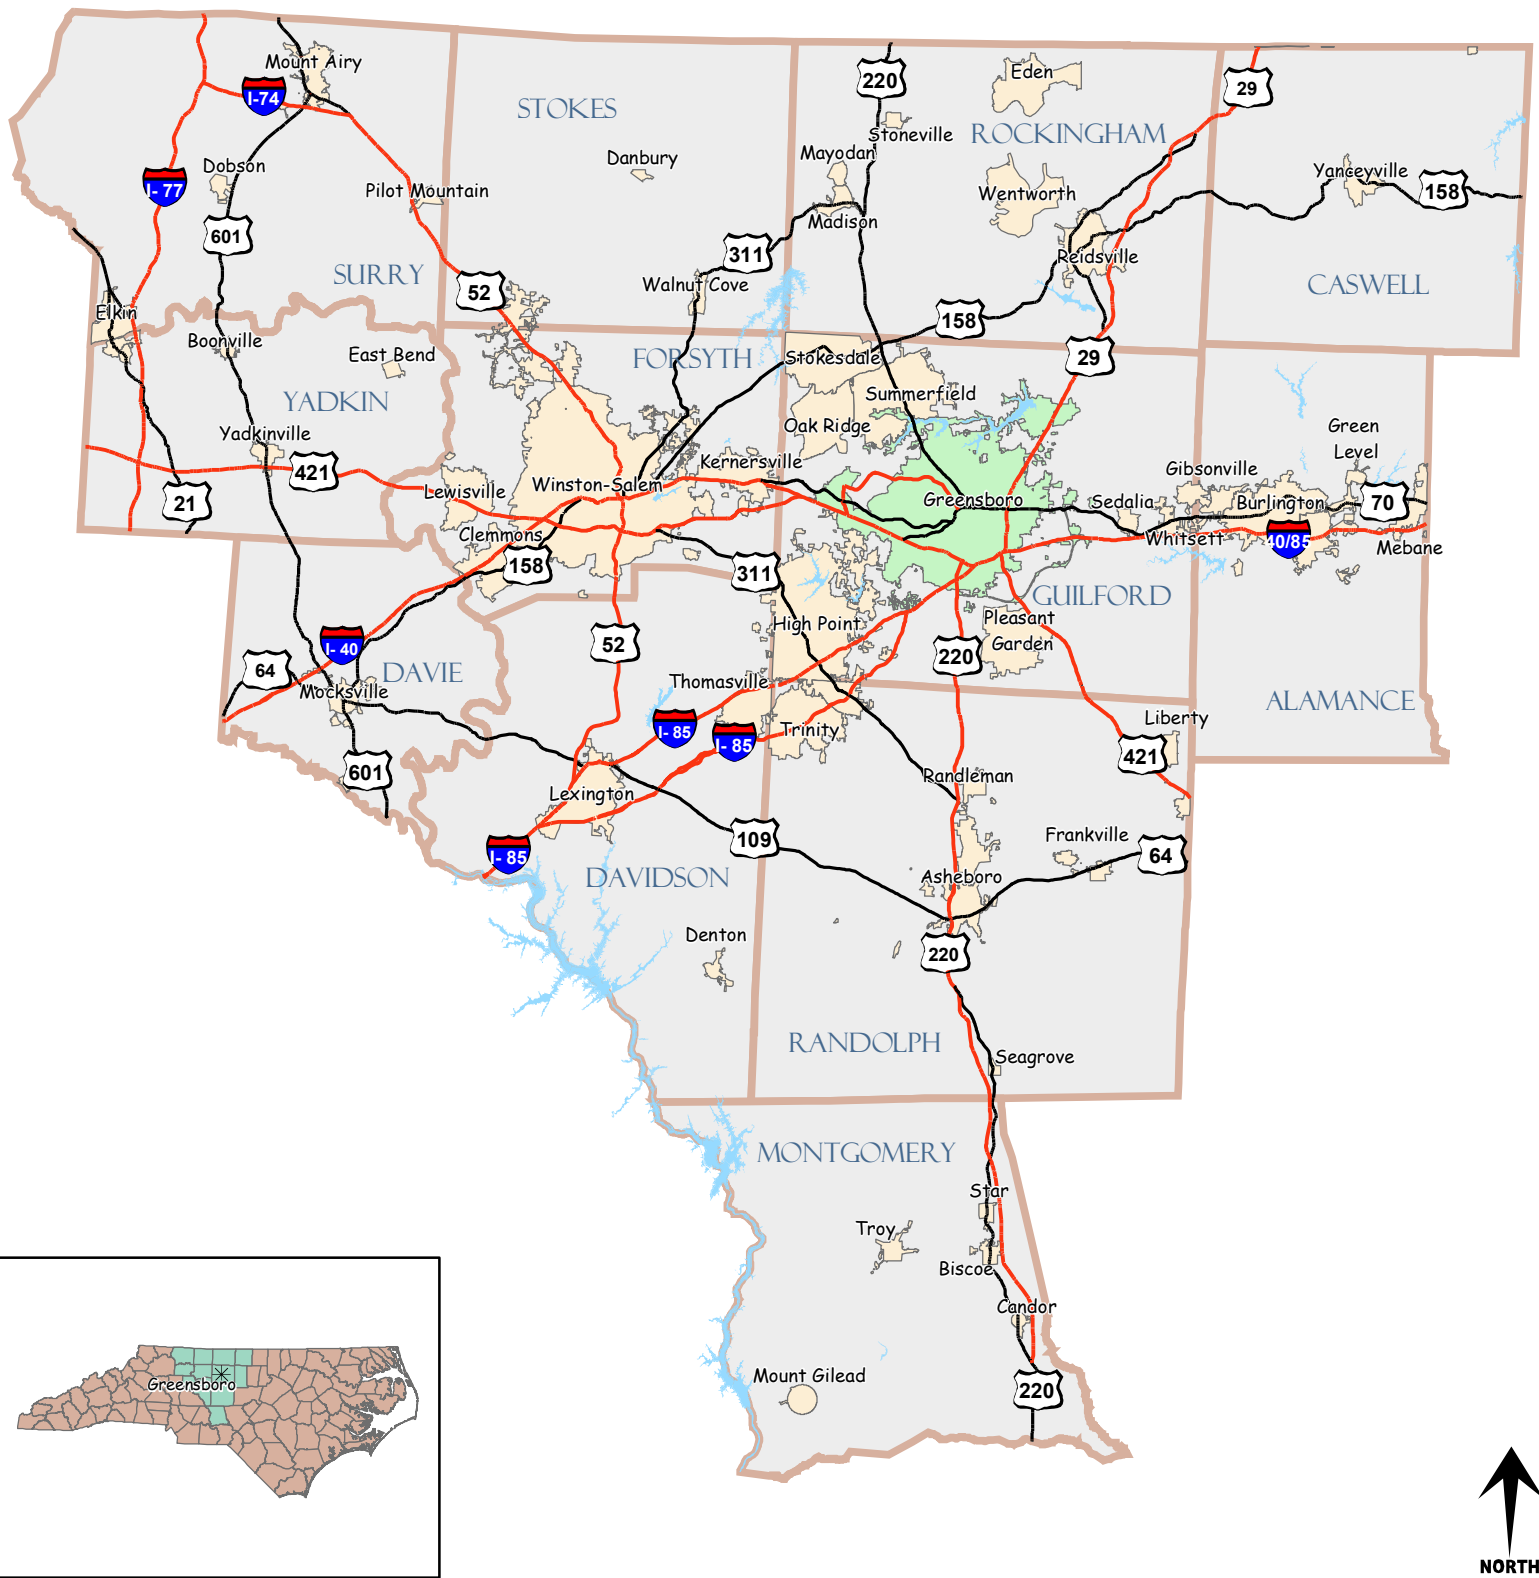 Mount Airy
I-74
220
Eden
29
STOKES
Stoneville
ROCKINGHAM
Mayodan
Danbury
Dobson
I- 77
Pilot Mountain
Wentworth
Yanceyville
158
Madison
601
311
Reidsville
SURRY
Walnut Cove
CASWELL
52
Elkin
158
Boonville
East Bend
FORSYTH
Stokesdale
29
YADKIN
Summerfield
Oak Ridge
Yadkinville
Green
Level
Kernersville
Gibsonville
421
Lewisville
Winston-Salem
Greensboro
Sedalia
Burlington
70
21
Clemmons
Whitsett
40/85
Mebane
158
311
GUILFORD
High Point
Pleasant
Garden
I- 40
52
220
64
DAVIE
Mocksville
Thomasville
ALAMANCE
I- 85
I- 85
Trinity
Liberty
421
601
Randleman
Lexington
109
Frankville
64
I- 85
DAVIDSON
Asheboro
Denton
220
RANDOLPH
Seagrove
MONTGOMERY
Star
Troy
Biscoe
Candor
Mount Gilead
220
Greensboro
NORTH